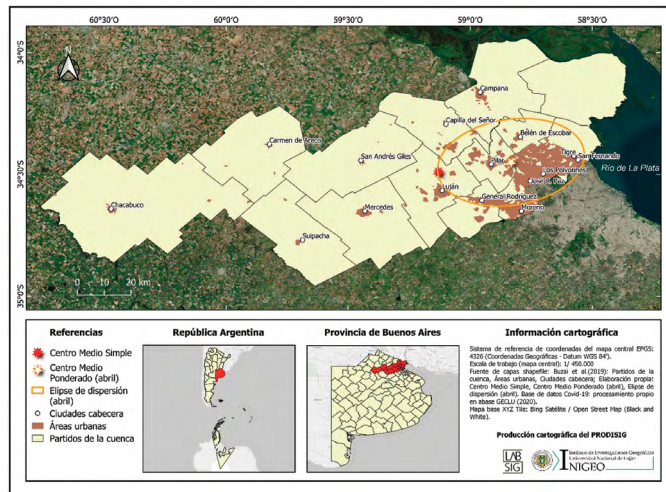 60°30'S
60°0'S
59°30'S
59°0'S
58°30'S
34°0'S
34°30'S
35°0'S
N
Campana
Capilla del Señor
Belén de Escobar
Carmen de Areco
San Andrés Giles
Pilar
Tigre
San Fernando
Río de La Plata
Los Polvorines
José C. Paz
Luján
General Rodríguez
Moreno
Chacabuco
Mercedes
Suipacha
0 10 20 km
Referencias
Centro Medio Simple
Centro Medio
Ponderado (abril)
Elipse de dispersión
(abril)
Ciudades cabecera
Áreas urbanas
Partidos de la cuenca
República Argentina
Provincia de Buenos Aires
Información cartográfica
Sistema de referencia de coordenadas del mapa central EPGS:
4326 (Coordenadas Geográficas - Datum WGS 84').
Escala de trabajo (mapa central): 1/ 450.000
Fuente de capas shapefile: Buzai et al.(2019): Partidos de la
cuenca, Áreas urbanas, Ciudades cabecera; Elaboración propia:
Centro Medio Simple, Centro Medio Ponderado (abril), Elipse de
dispersión (abril). Base de datos Covid-19: procesamiento propio
en abase GECLU (2020).
Mapa base XYZ Tile: Bing Satélite / Open Street Map (Black and
White).
Producción cartográfica del PRODISIG
LAB
SIG
Instituto de Investigaciones Geográficas
Universidad Nacional de Luján
INIGEO